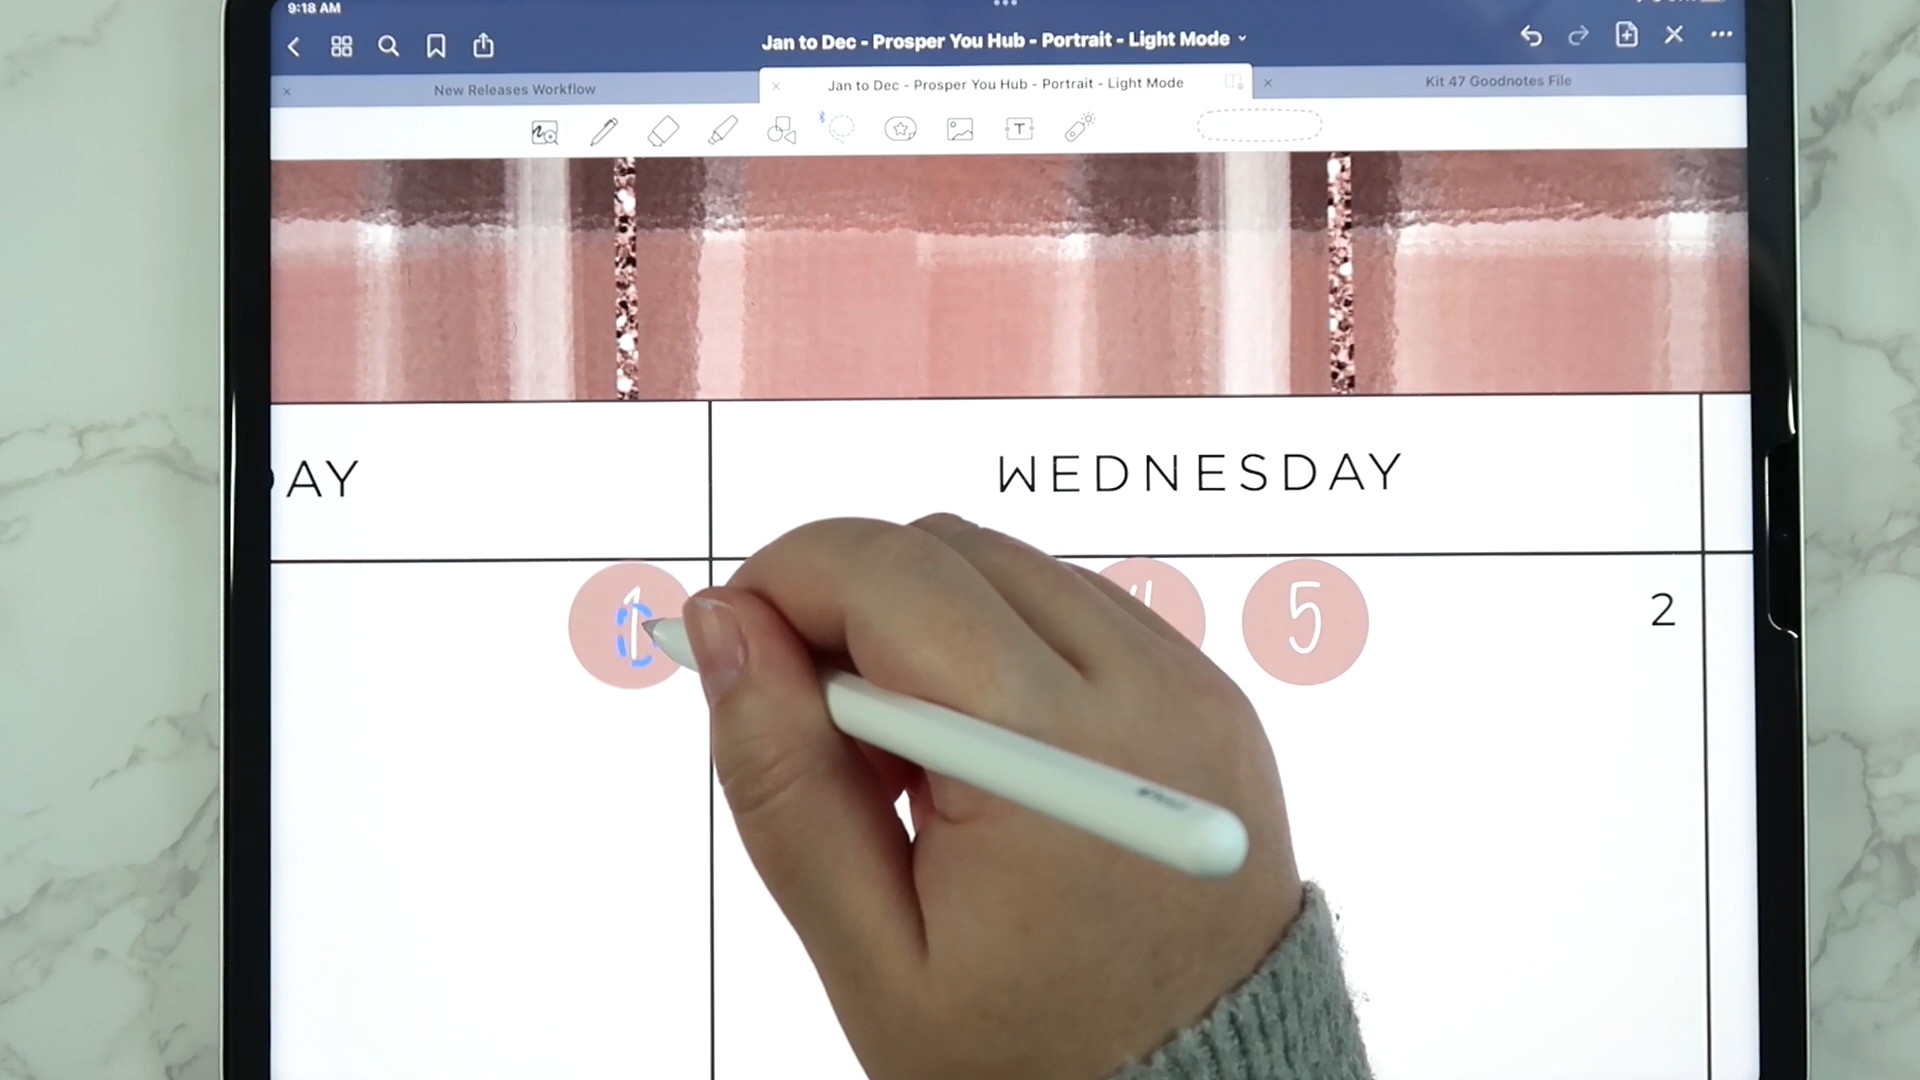 9:18 AM
Jan to Dec - Prosper You Hub - Portrait - Light Mode
New Releases Workflow
Jan to Dec - Prosper You Hub - Portrait - Light Mode
Kit 47 Goodnotes File
T
AY
WEDNESDAY
1
5
2